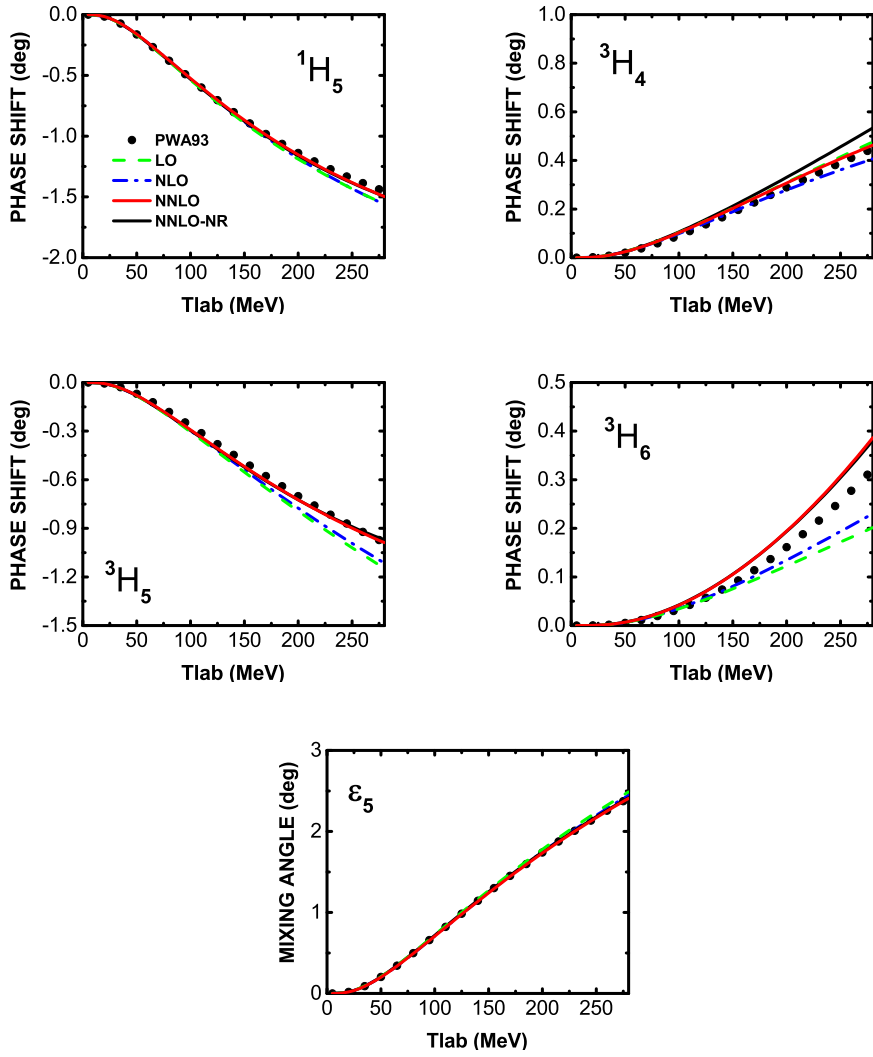 0.0
-0.5
-1.0
-1.5
-2.0
PHASE SHIFT (deg)
¹H₅
PWA93
LO
NLO
NNLO
NNLO-NR
0 50 100 150 200 250
Tlab (MeV)
1.0
0.8
0.6
0.4
0.2
0.0
PHASE SHIFT (deg)
³H₄
0 50 100 150 200 250
Tlab (MeV)
0.0
-0.3
-0.6
-0.9
-1.2
-1.5
PHASE SHIFT (deg)
³H₅
0 50 100 150 200 250
Tlab (MeV)
0.5
0.4
0.3
0.2
0.1
0.0
PHASE SHIFT (deg)
³H₆
0 50 100 150 200 250
Tlab (MeV)
3
2
1
0
MIXING ANGLE (deg)
ε₅
0 50 100 150 200 250
Tlab (MeV)